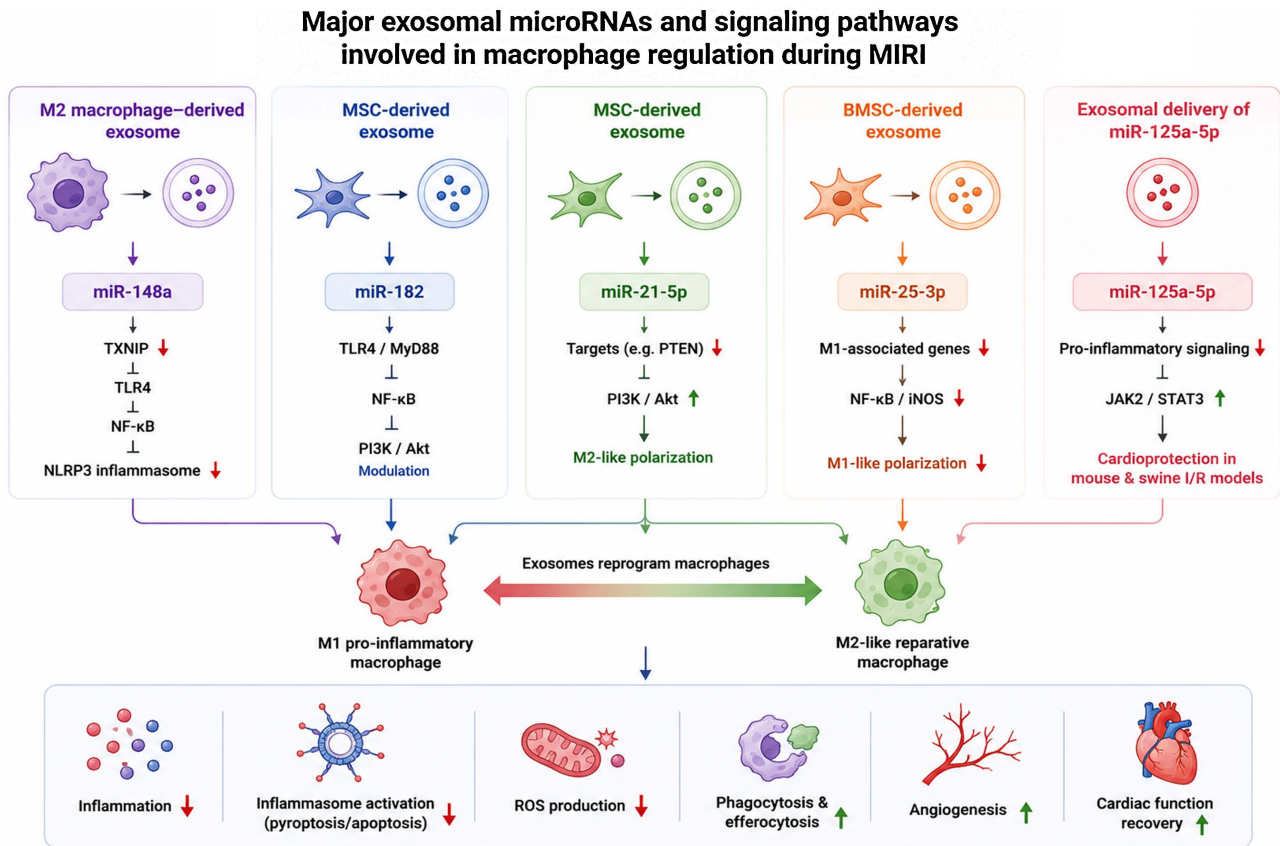 Major exosomal microRNAs and signaling pathways
involved in macrophage regulation during MIRI
M2 macrophage–derived
exosome
miR-148a
TXNIP ↓
TLR4
NF-κB
NLRP3 inflammasome ↓
MSC-derived
exosome
miR-182
TLR4 / MyD88
NF-κB
PI3K / Akt
Modulation
MSC-derived
exosome
miR-21-5p
Targets (e.g. PTEN) ↓
PI3K / Akt ↑
M2-like polarization
BMSC-derived
exosome
miR-25-3p
M1-associated genes ↓
NF-κB / iNOS ↓
M1-like polarization ↓
Exosomal delivery of
miR-125a-5p
miR-125a-5p
Pro-inflammatory signaling ↓
JAK2 / STAT3 ↑
Cardioprotection in
mouse & swine I/R models
Exosomes reprogram macrophages
M1 pro-inflammatory
macrophage
M2-like reparative
macrophage
Inflammation ↓
Inflammasome activation
(pyroptosis/apoptosis) ↓
ROS production ↓
Phagocytosis &
efferocytosis ↑
Angiogenesis ↑
Cardiac function
recovery ↑